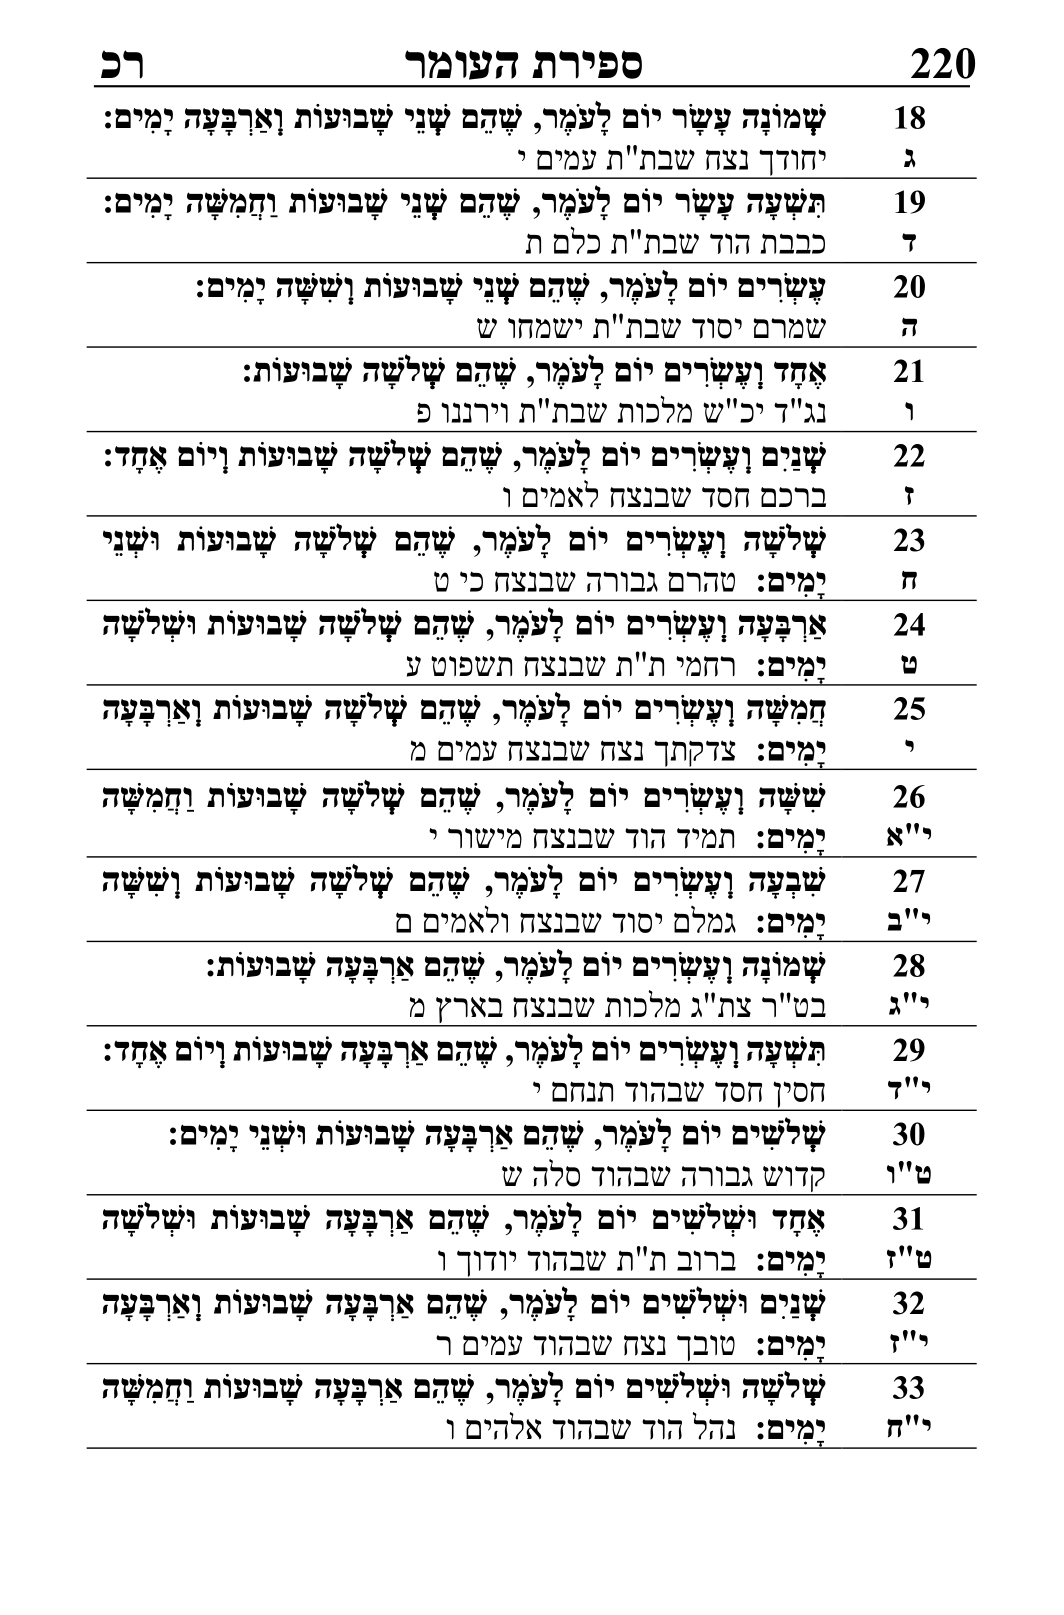 220 ספירת העומר רכ
18 שְׁמוֹנָה עָשָׂר יוֹם לָעֹמֶר, שֶׁהֵם שְׁנֵי שָׁבוּעוֹת וְאַרְבָּעָה יָמִים:
ג יחודך נצח שבת"ת עמים י
19 תִּשְׁעָה עָשָׂר יוֹם לָעֹמֶר, שֶׁהֵם שְׁנֵי שָׁבוּעוֹת וַחֲמִשָּׁה יָמִים:
ד כבבת הוד שבת"ת כלם ת
20 עֶשְׂרִים יוֹם לָעֹמֶר, שֶׁהֵם שְׁנֵי שָׁבוּעוֹת וְשִׁשָּׁה יָמִים:
ה שמרם יסוד שבת"ת ישמחו ש
21 אֶחָד וְעֶשְׂרִים יוֹם לָעֹמֶר, שֶׁהֵם שְׁלֹשָׁה שָׁבוּעוֹת:
ו נג"ד יכ"ש מלכות שבת"ת וירננו פ
22 שְׁנַיִם וְעֶשְׂרִים יוֹם לָעֹמֶר, שֶׁהֵם שְׁלֹשָׁה שָׁבוּעוֹת וְיוֹם אֶחָד:
ז ברכם חסד שבנצח לאמים ו
23 שְׁלֹשָׁה וְעֶשְׂרִים יוֹם לָעֹמֶר, שֶׁהֵם שְׁלֹשָׁה שָׁבוּעוֹת וּשְׁנֵי
ח יָמִים: טהרם גבורה שבנצח כי ט
24 אַרְבָּעָה וְעֶשְׂרִים יוֹם לָעֹמֶר, שֶׁהֵם שְׁלֹשָׁה שָׁבוּעוֹת וּשְׁלֹשָׁה
ט יָמִים: רחמי ת"ת שבנצח תשפוט ע
25 חֲמִשָּׁה וְעֶשְׂרִים יוֹם לָעֹמֶר, שֶׁהֵם שְׁלֹשָׁה שָׁבוּעוֹת וְאַרְבָּעָה
י יָמִים: צדקתך נצח שבנצח עמים מ
26 שִׁשָּׁה וְעֶשְׂרִים יוֹם לָעֹמֶר, שֶׁהֵם שְׁלֹשָׁה שָׁבוּעוֹת וַחֲמִשָּׁה
י"א יָמִים: תמיד הוד שבנצח מישור י
27 שִׁבְעָה וְעֶשְׂרִים יוֹם לָעֹמֶר, שֶׁהֵם שְׁלֹשָׁה שָׁבוּעוֹת וְשִׁשָּׁה
י"ב יָמִים: גמלם יסוד שבנצח ולאמים ם
28 שְׁמוֹנָה וְעֶשְׂרִים יוֹם לָעֹמֶר, שֶׁהֵם אַרְבָּעָה שָׁבוּעוֹת:
י"ג בט"ר צת"ג מלכות שבנצח בארץ מ
29 תִּשְׁעָה וְעֶשְׂרִים יוֹם לָעֹמֶר, שֶׁהֵם אַרְבָּעָה שָׁבוּעוֹת וְיוֹם אֶחָד:
י"ד חסין חסד שבהוד תנחם י
30 שְׁלֹשִׁים יוֹם לָעֹמֶר, שֶׁהֵם אַרְבָּעָה שָׁבוּעוֹת וּשְׁנֵי יָמִים:
ט"ו קדוש גבורה שבהוד סלה ש
31 אֶחָד וּשְׁלֹשִׁים יוֹם לָעֹמֶר, שֶׁהֵם אַרְבָּעָה שָׁבוּעוֹת וּשְׁלֹשָׁה
ט"ז יָמִים: ברוב ת"ת שבהוד יודוך ו
32 שְׁנַיִם וּשְׁלֹשִׁים יוֹם לָעֹמֶר, שֶׁהֵם אַרְבָּעָה שָׁבוּעוֹת וְאַרְבָּעָה
י"ז יָמִים: טובך נצח שבהוד עמים ר
33 שְׁלֹשָׁה וּשְׁלֹשִׁים יוֹם לָעֹמֶר, שֶׁהֵם אַרְבָּעָה שָׁבוּעוֹת וַחֲמִשָּׁה
י"ח יָמִים: נהל הוד שבהוד אלהים ו